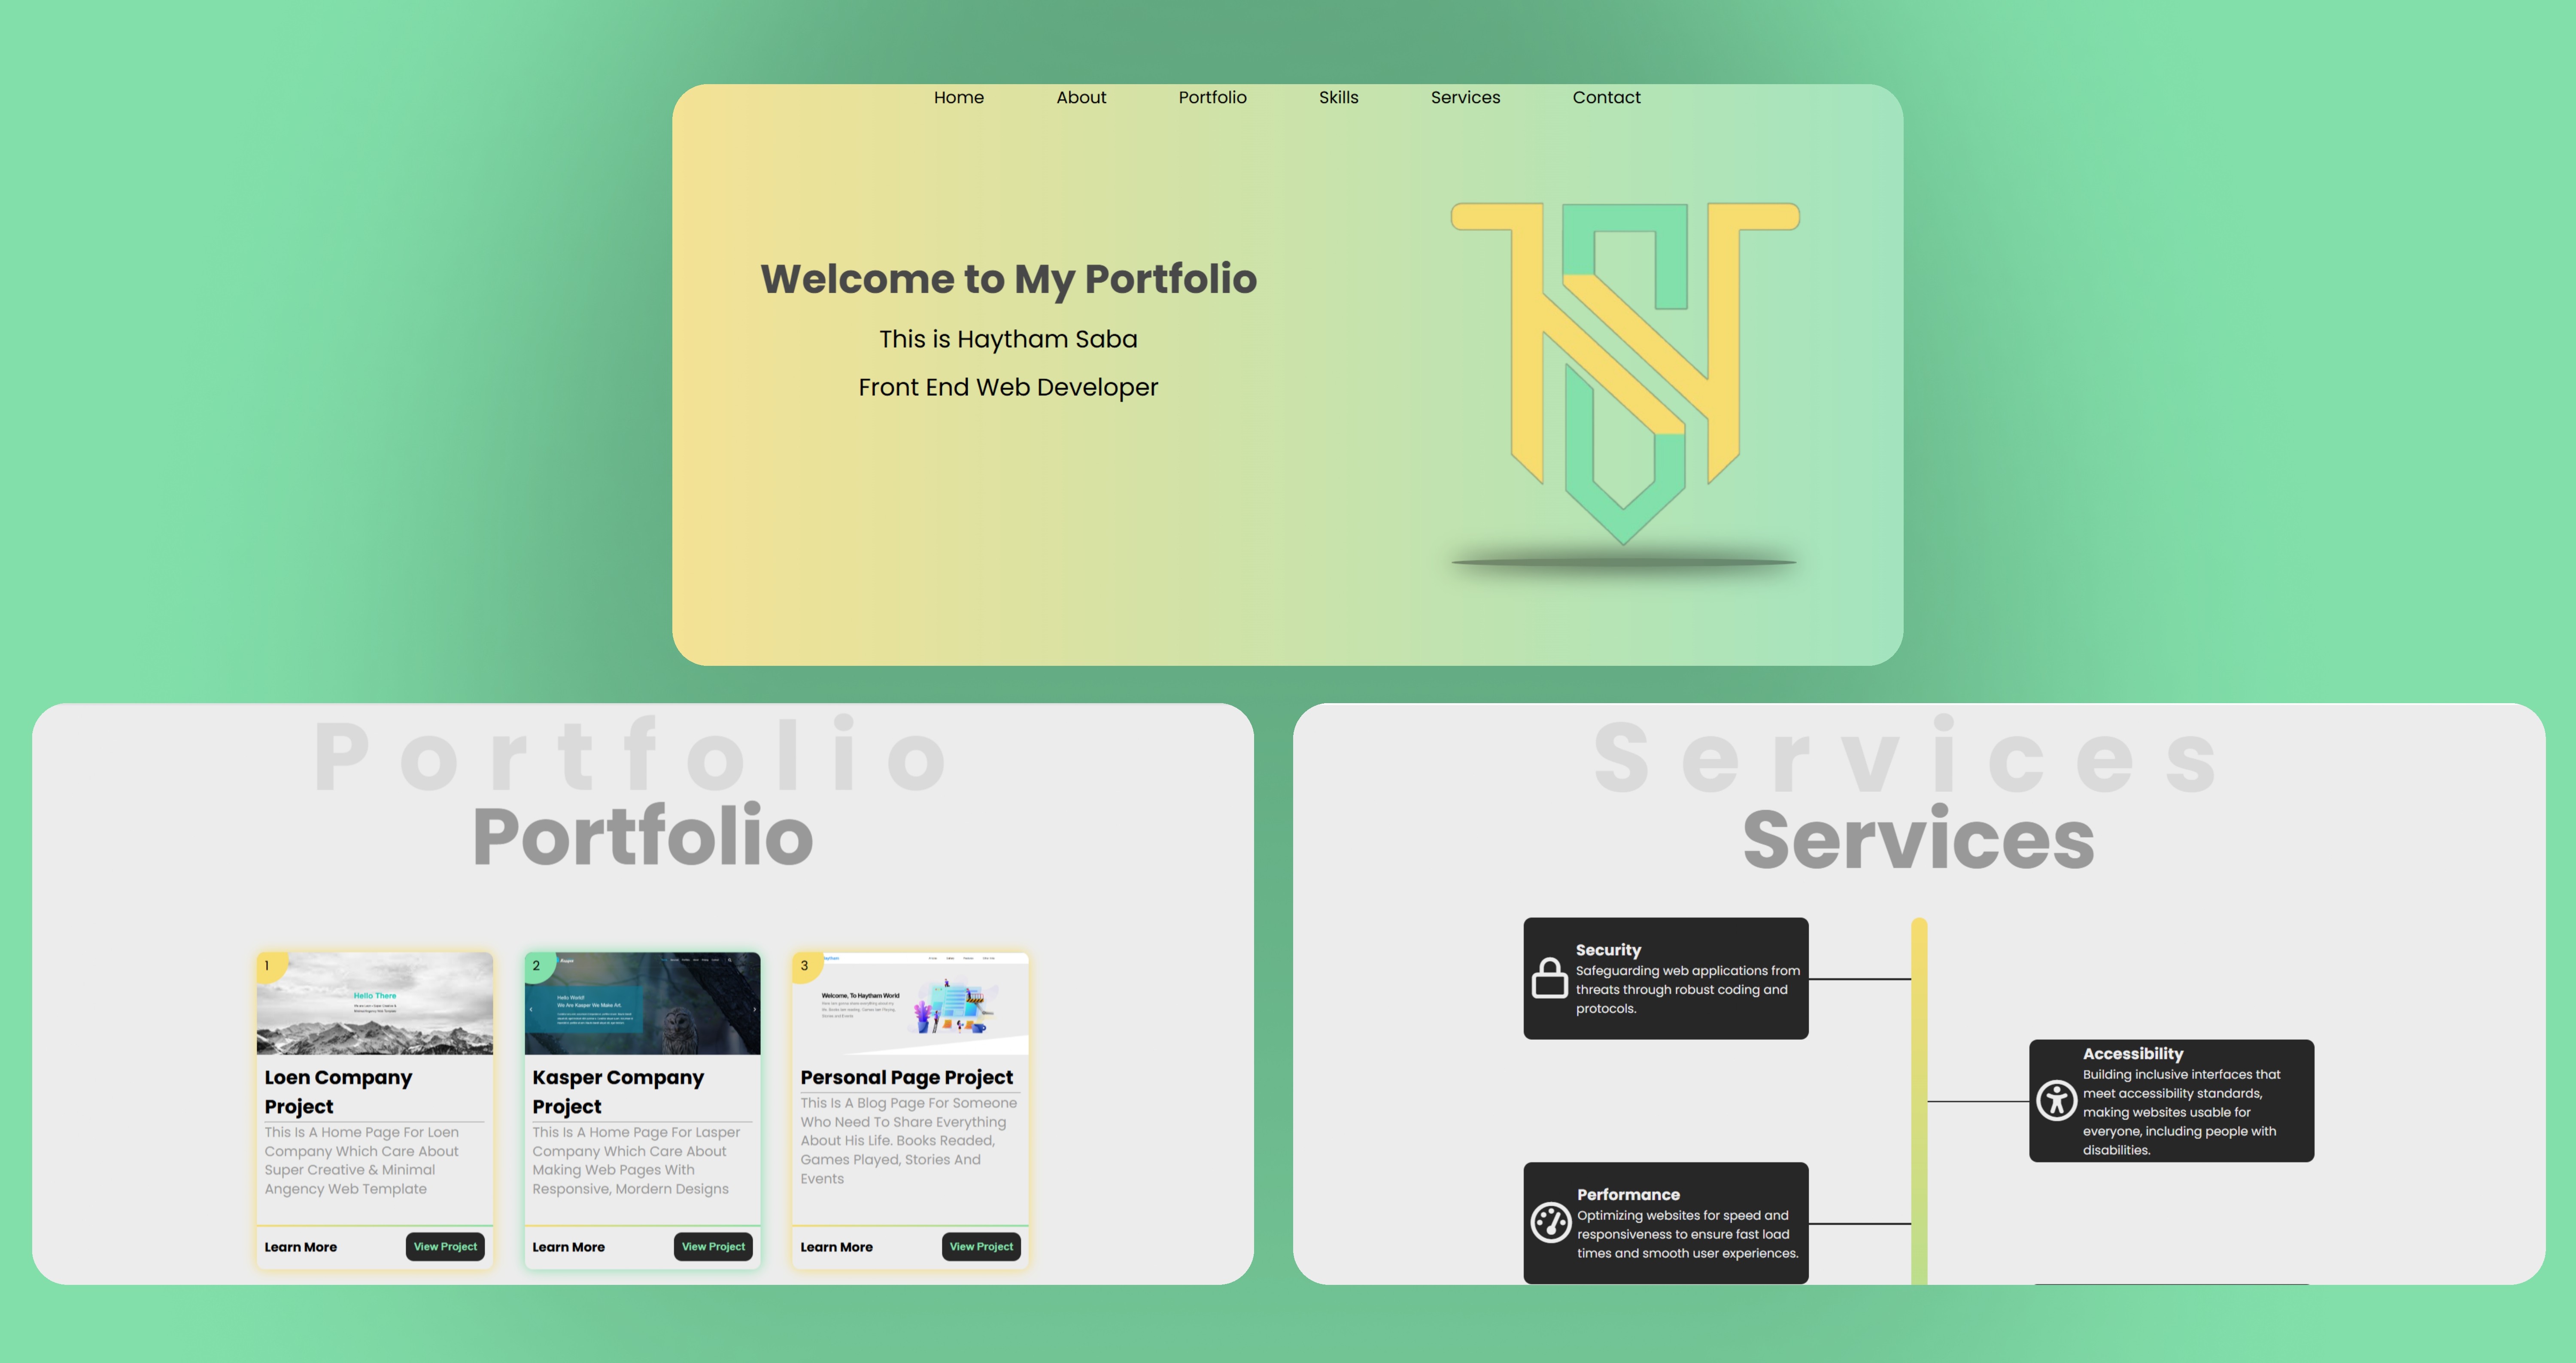 Home About Portfolio Skills Services Contact
Welcome to My Portfolio
This is Haytham Saba
Front End Web Developer
Portfolio
Portfolio
1
Hello There
Loen Company
Project
This Is A Home Page For Loen
Company Which Care About
Super Creative & Minimal
Angency Web Template
Learn More
View Project
2
Hello World!
We Are Kasper We Make Art.
Kasper Company
Project
This Is A Home Page For Lasper
Company Which Care About
Making Web Pages With
Responsive, Mordern Designs
Learn More
View Project
3
Welcome, To Haytham World
Personal Page Project
This Is A Blog Page For Someone
Who Need To Share Everything
About His Life. Books Readed,
Games Played, Stories And
Events
Learn More
View Project
Services
Services
Security
Safeguarding web applications from
threats through robust coding and
protocols.
Accessibility
Building inclusive interfaces that
meet accessibility standards,
making websites usable for
everyone, including people with
disabilities.
Performance
Optimizing websites for speed and
responsiveness to ensure fast load
times and smooth user experiences.